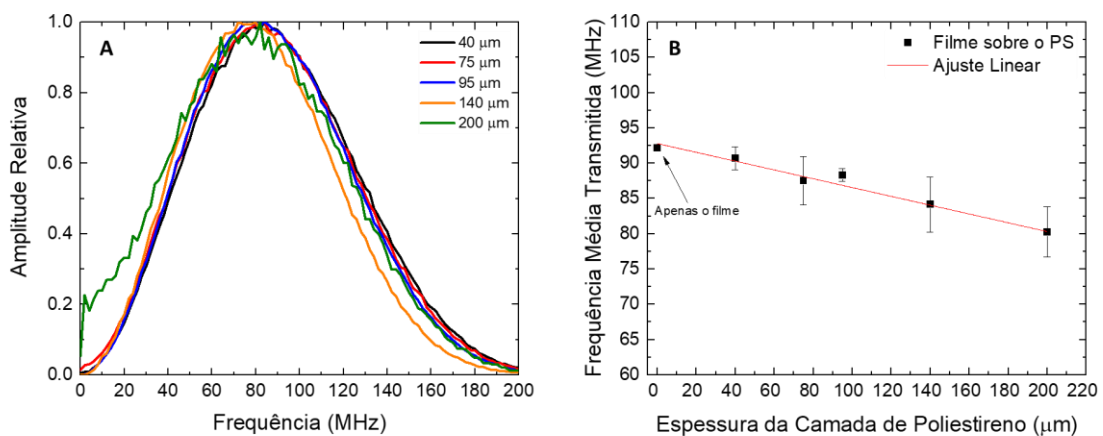 A
1.0
0.8
0.6
0.4
0.2
0.0
Amplitude Relativa
40 μm
75 μm
95 μm
140 μm
200 μm
0 20 40 60 80 100 120 140 160 180 200
Frequência (MHz)
B
110
105
100
95
90
85
80
75
70
65
60
Frequência Média Transmitida (MHz)
Filme sobre o PS
Ajuste Linear
Apenas o filme
0 20 40 60 80 100 120 140 160 180 200 220
Espessura da Camada de Poliestireno (μm)